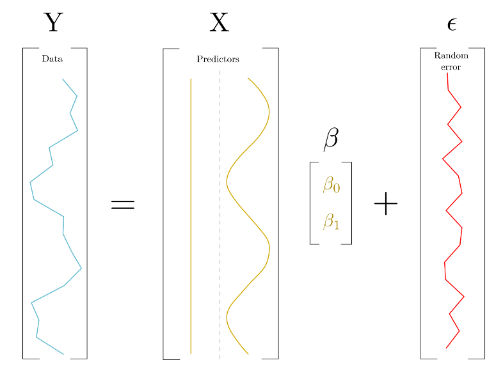 Y
X
ϵ
Data
Predictors
Random
error
=
β
β₀
β₁
+